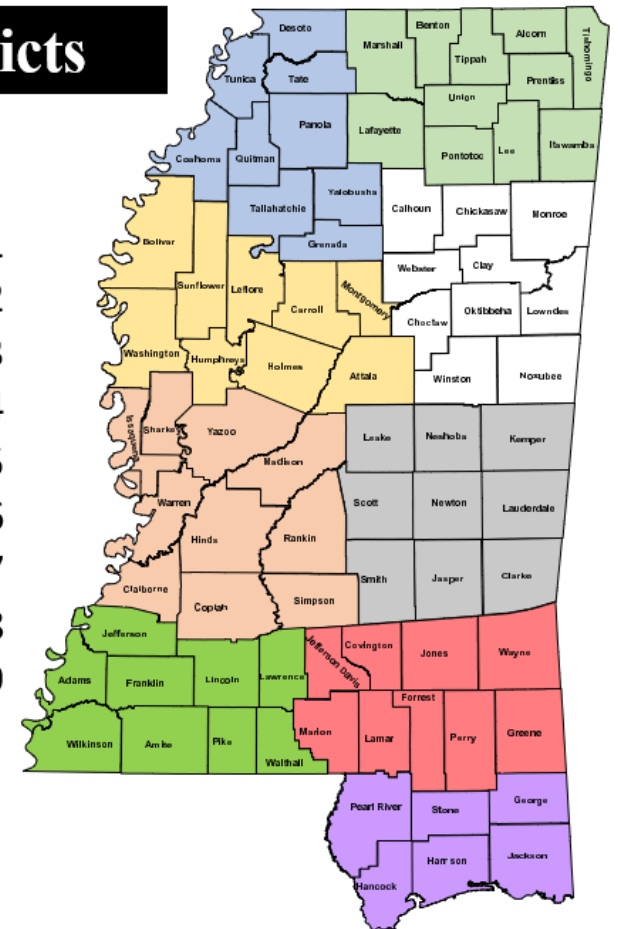 icts
Desoto
Benton
Alcorn
Tishomingo
Marshall
Tippah
Tunica
Tate
Prentiss
Union
Panola
Lafayette
Coahoma
Quitman
Pontotoc
Lee
Itawamba
Yalobusha
Tallahatchie
Calhoun
Chickasaw
Monroe
Bolivar
Grenada
Webster
Clay
Sunflower
Leflore
Montgomery
Carroll
Choctaw
Oktibbeha
Lowndes
Washington
Humphreys
Holmes
Attala
Winston
Noxubee
Issaquena
Sharkey
Yazoo
Leake
Neshoba
Kemper
Madison
Warren
Scott
Newton
Lauderdale
Hinds
Rankin
Smith
Jasper
Clarke
Claiborne
Copiah
Simpson
Jefferson
Jefferson Davis
Covington
Jones
Wayne
Adams
Franklin
Lincoln
Lawrence
Forrest
Wilkinson
Amite
Pike
Walthall
Marion
Lamar
Perry
Greene
Pearl River
Stone
George
Harr son
Jackson
Hancock